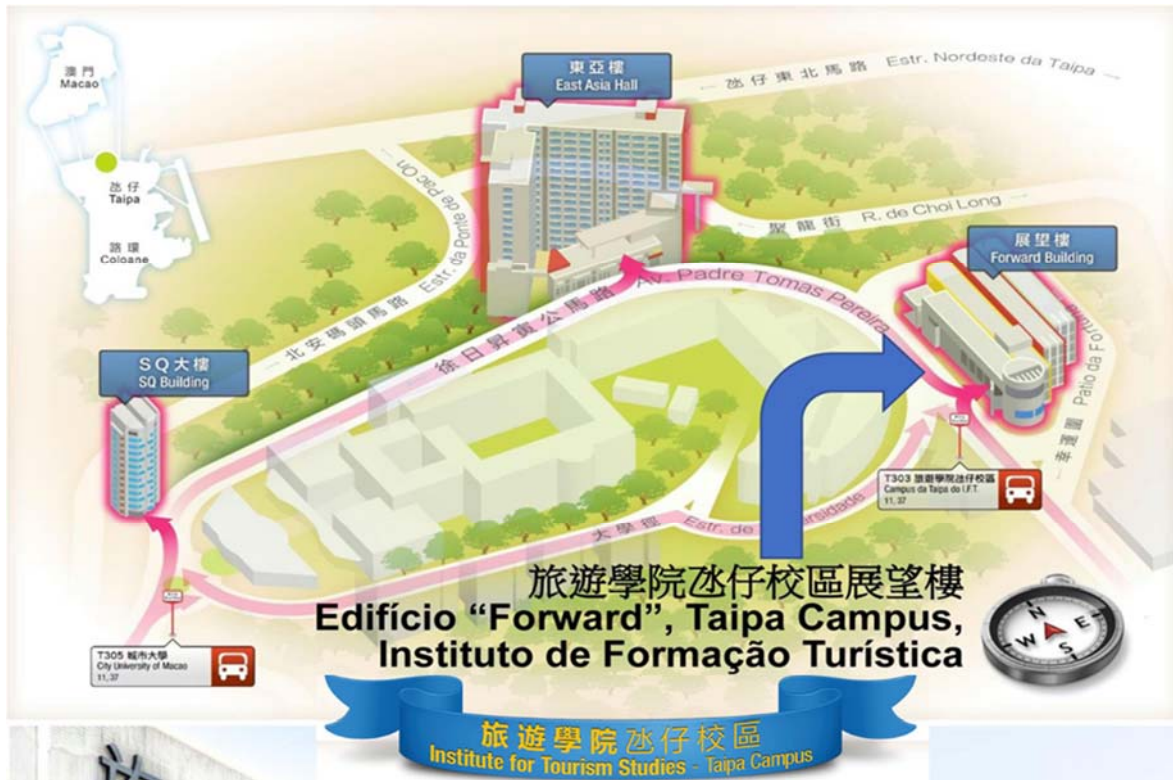 澳門
Macao
氹仔
Taipa
路環
Coloane
東亞樓
East Asia Hall
← 氹仔東北馬路 Estr. Nordeste da Taipa →
← 北安碼頭馬路 Estr. da Ponte de Pac On
← 聚龍街 R. de Choi Long →
展望樓
Forward Building
徐日昇寅公馬路 Av. Padre Tomas Pereira
SQ大樓
SQ Building
← 幸運圍 Patio da
T303 旅遊學院氹仔校區
Campus da Taipa do I.F.T.
11, 37
大學徑 Estr. de
旅遊學院氹仔校區展望樓
Edifício “Forward”, Taipa Campus,
Instituto de Formação Turística
N
W E
S
T305 城市大學
City University of Macao
11, 37
旅遊學院氹仔校區
Institute for Tourism Studies - Taipa Campus